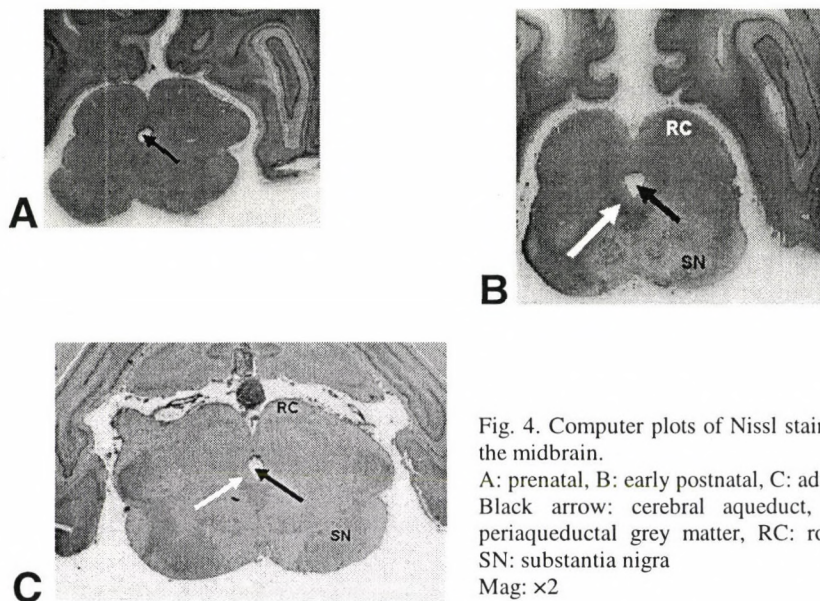 A
RC
SN
B
RC
SN
C
Fig. 4. Computer plots of Nissl stain
the midbrain.
A: prenatal, B: early postnatal, C: ad
Black arrow: cerebral aqueduct,
periaqueductal grey matter, RC: ro
SN: substantia nigra
Mag: ×2